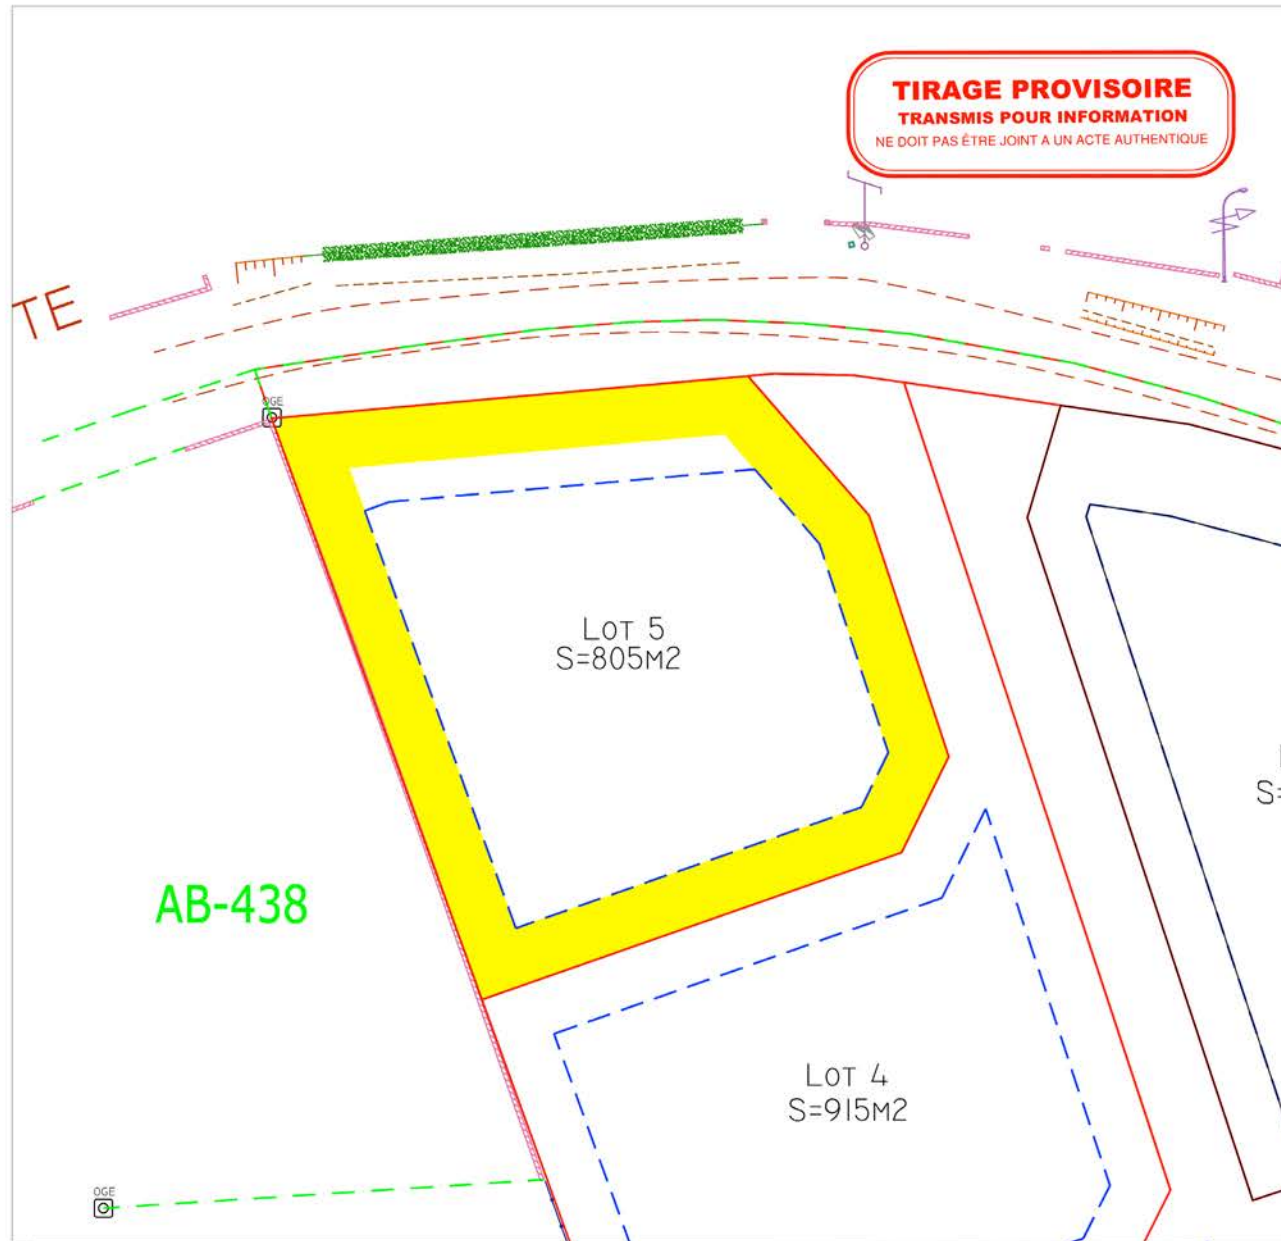 TIRAGE PROVISOIRE
TRANSMIS POUR INFORMATION
NE DOIT PAS ÊTRE JOINT A UN ACTE AUTHENTIQUE
TE
OGE
LOT 5
S=805M2
S=
AB-438
LOT 4
S=915M2
OGE